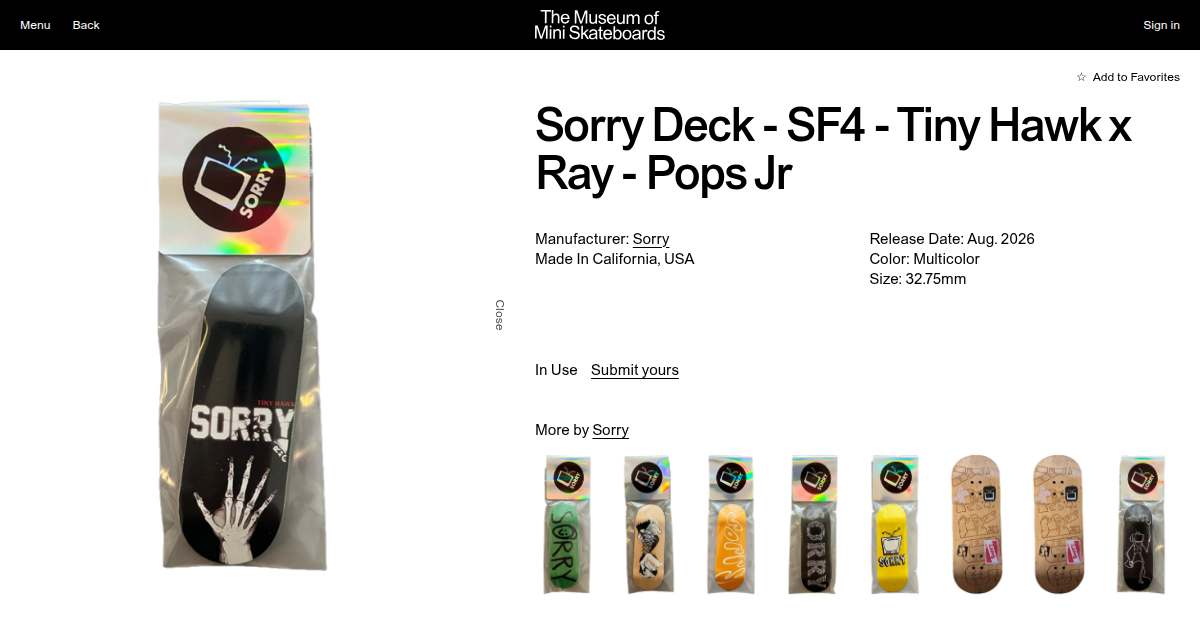 Menu
Back
The Museum of
Mini Skateboards
Sign in
☆ Add to Favorites
SORRY
TINY HAWK
SORRY
Close
Sorry Deck - SF4 - Tiny Hawk x
Ray - Pops Jr
Manufacturer: Sorry
Made In California, USA
Release Date: Aug. 2026
Color: Multicolor
Size: 32.75mm
In Use
Submit yours
More by Sorry
SORRY
SORRY
SORRY